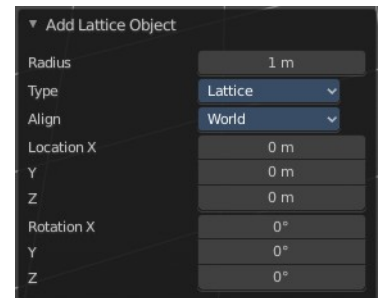 Add Lattice Object
Radius 1 m
Type Lattice
Align World
Location X 0 m
Y 0 m
Z 0 m
Rotation X 0°
Y 0°
Z 0°